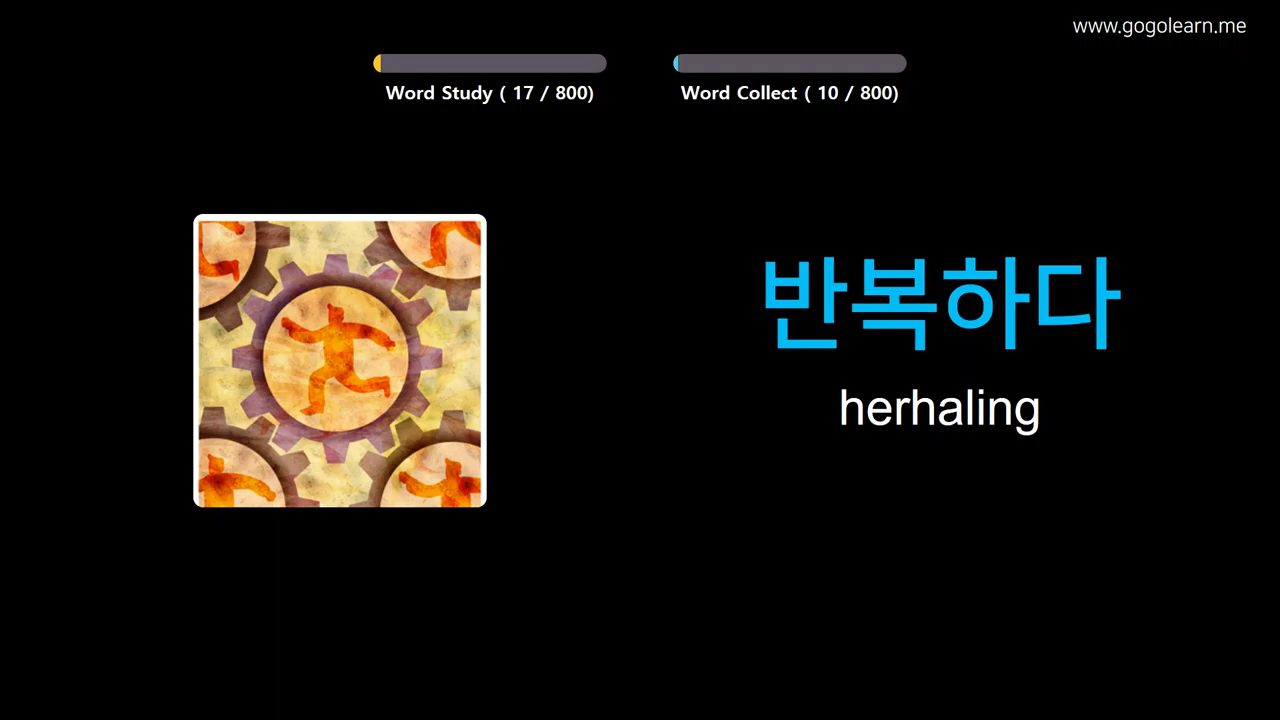 www.gogolearn.me
Word Study ( 17 / 800)
Word Collect ( 10 / 800)
반복하다
herhaling